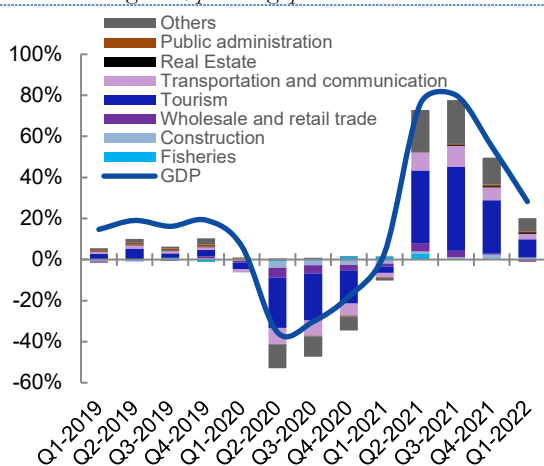 Others
Public administration
Real Estate
Transportation and communication
Tourism
Wholesale and retail trade
Construction
Fisheries
GDP
100%
80%
60%
40%
20%
0%
-20%
-40%
-60%
Q1-2019
Q2-2019
Q3-2019
Q4-2019
Q1-2020
Q2-2020
Q3-2020
Q4-2020
Q1-2021
Q2-2021
Q3-2021
Q4-2021
Q1-2022